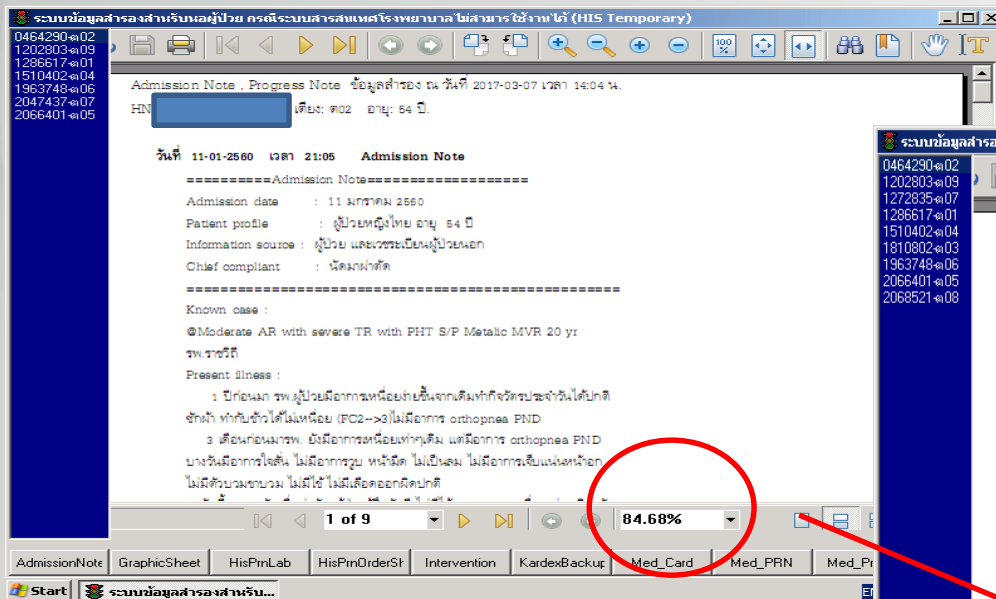 ระบบข้อมูลสำรองสำหรับหอผู้ป่วย กรณีระบบสารสนเทศโรงพยาบาลไม่สามารถใช้งานได้ (HIS Temporary)
0464290-ต02
1202803-ต09
1286617-ต01
1510402-ต04
1963748-ต06
2047437-ต07
2066401-ต05
100%
Admission Note , Progress Note ข้อมูลสำรอง ณ วันที่ 2017-03-07 เวลา 14:04 น.
HN เตียง: ต02 อายุ: 54 ปี.
วันที่ 11-01-2560 เวลา 21:05 Admission Note
==========Admission Note===================
Admission date : 11 มกราคม 2560
Patient profile : ผู้ป่วยหญิงไทย อายุ 54 ปี
Information source : ผู้ป่วย และเวชระเบียนผู้ป่วยนอก
Chief compliant : นัดมาผ่าตัด
==================================================
Known case :
@Moderate AR with severe TR with PHT S/P Metalic MVR 20 yr
รพ.ราชวิถี
Present illness :
1 ปีก่อนมา รพ.ผู้ป่วยมีอาการเหนื่อยง่ายขึ้นจากเดิมทำกิจวัตรประจำวันได้ปกติ
ซักผ้า ทำกับข้าวได้ไม่เหนื่อย (FC2-->3)ไม่มีอาการ orthopnea PND
3 เดือนก่อนมารพ. ยังมีอาการเหนื่อยเท่าๆเดิม แต่มีอาการ orthopnea PND
บางวันมีอาการใจสั่น ไม่มีอาการวูบ หน้ามืด ไม่เป็นลม ไม่มีอาการเจ็บแน่นหน้าอก
ไม่มีตัวบวมขาบวม ไม่มีไข้ ไม่มีเลือดออกผิดปกติ
1 of 9
84.68%
AdmissionNote GraphicSheet HisPrnLab HisPrnOrderSh Intervention KardexBackup Med_Card Med_PRN Med_Pr
Start ระบบข้อมูลสำรองสำหรับ...
ระบบข้อมูลสำรอ
0464290-ต02
1202803-ต09
1272835-ต07
1286617-ต01
1510402-ต04
1810802-ต03
1963748-ต06
2066401-ต05
2068521-ต08